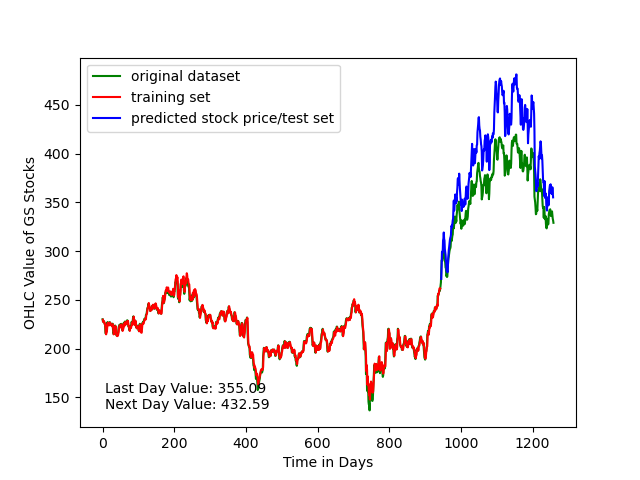 original dataset
training set
predicted stock price/test set
OHLC Value of GS Stocks
450
400
350
300
250
200
150
Last Day Value: 355.09
Next Day Value: 432.59
0 200 400 600 800 1000 1200
Time in Days